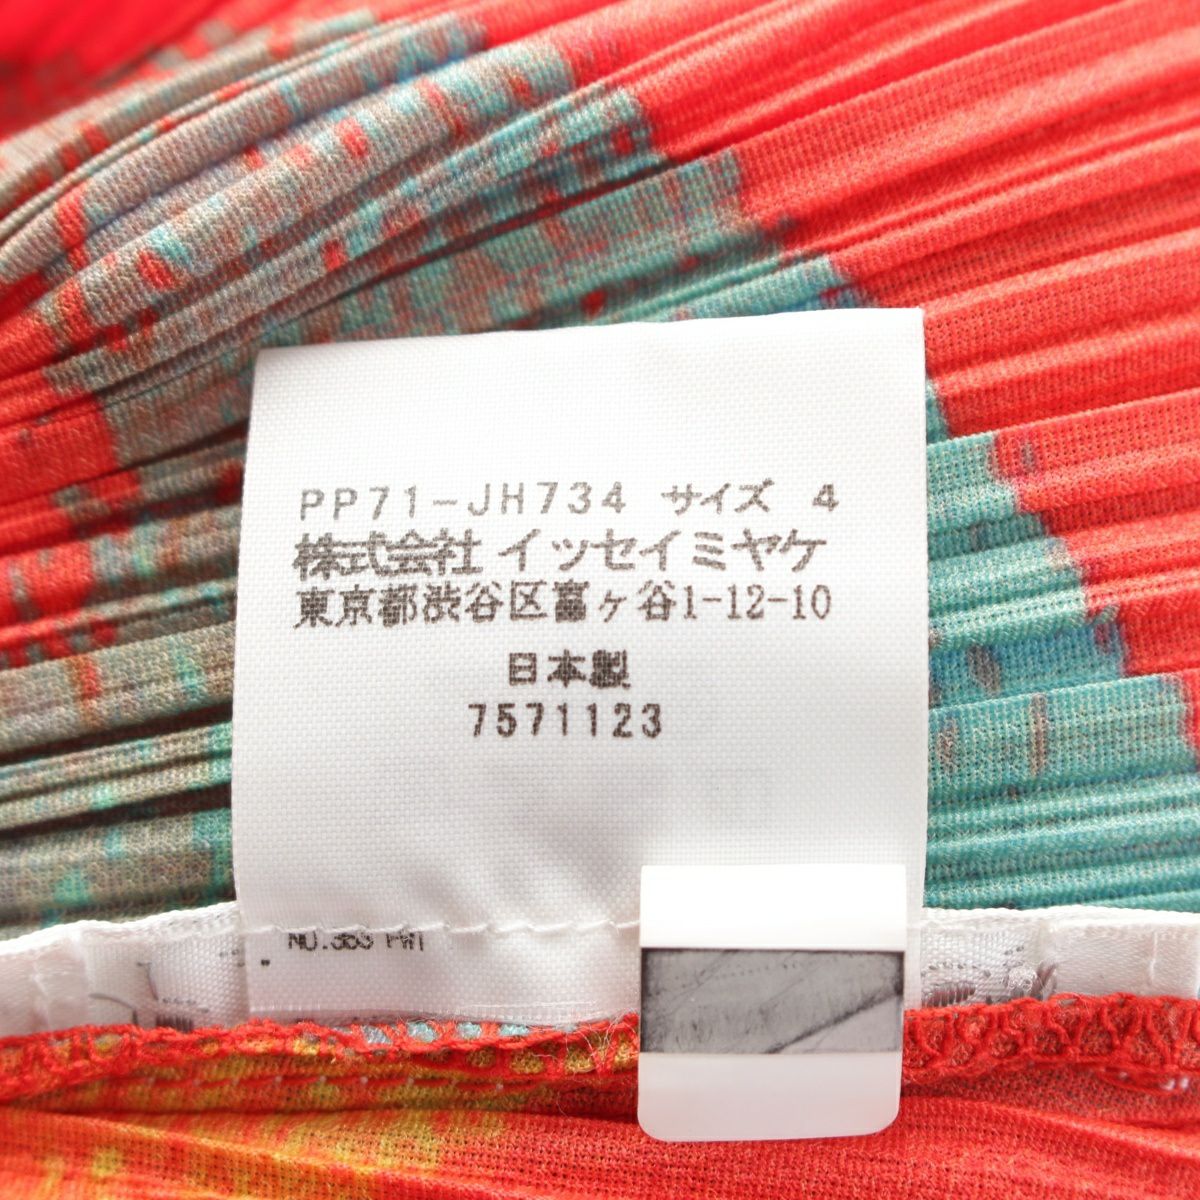 PP71-JH734 サイズ 4
株式会社イッセイミヤケ
東京都渋谷区富ヶ谷1-12-10
日本製
7571123